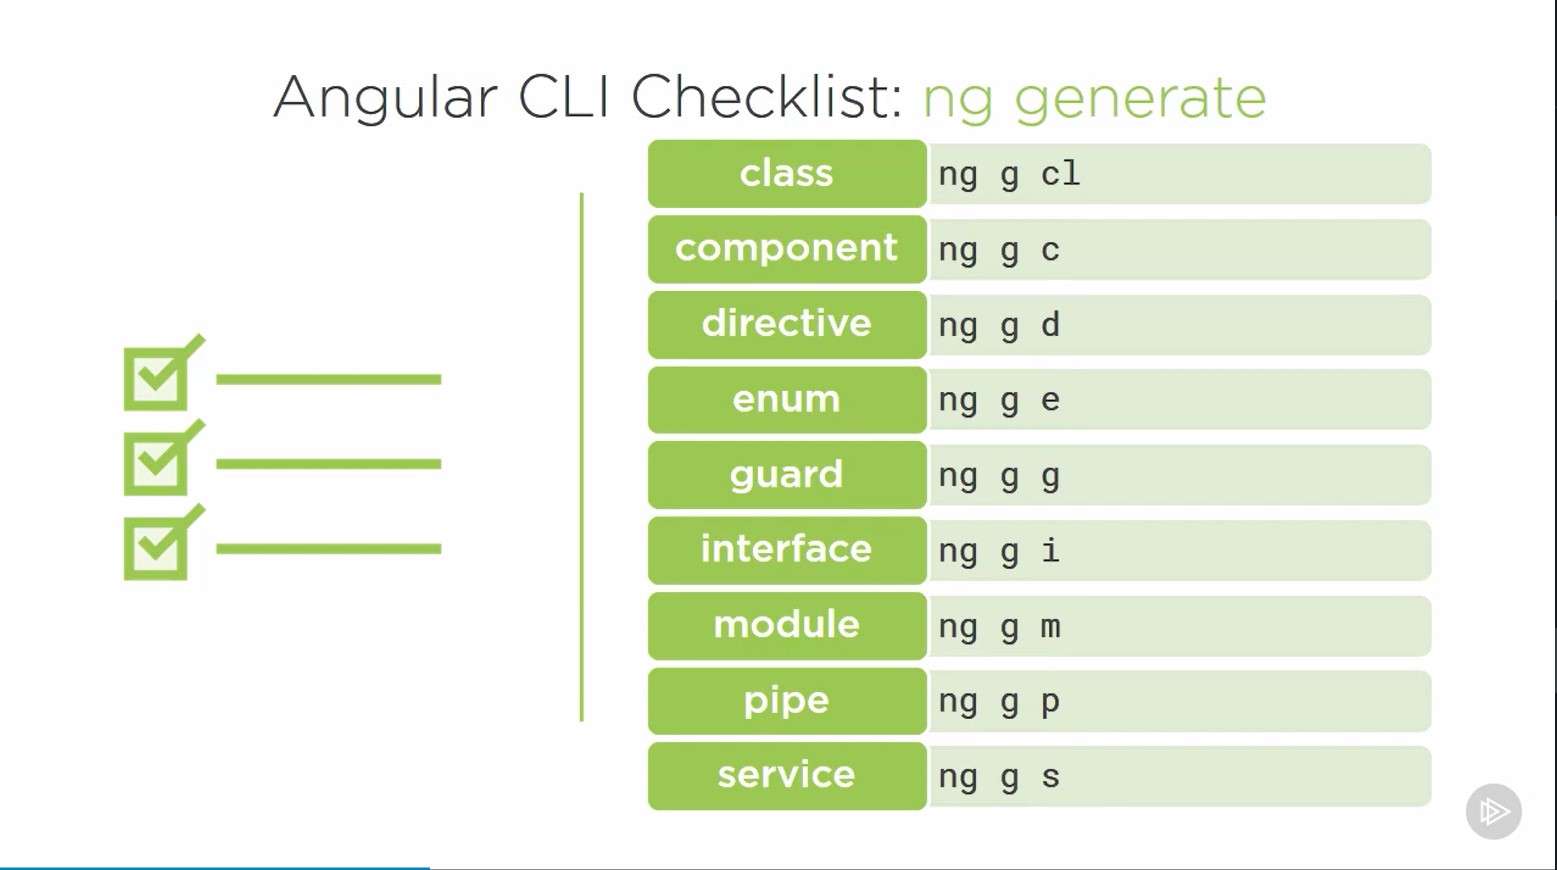 Angular CLI Checklist: ng generate
class ng g cl
component ng g c
directive ng g d
enum ng g e
guard ng g g
interface ng g i
module ng g m
pipe ng g p
service ng g s